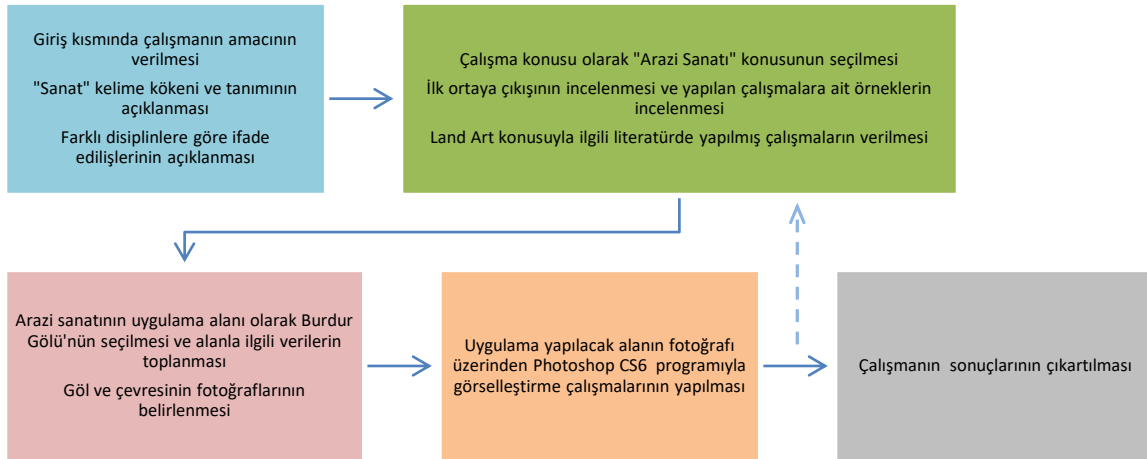 Giriş kısmında çalışmanın amacının
verilmesi
"Sanat" kelime kökeni ve tanımının
açıklanması
Farklı disiplinlere göre ifade
edilişlerinin açıklanması
Çalışma konusu olarak "Arazi Sanatı" konusunun seçilmesi
İlk ortaya çıkışının incelenmesi ve yapılan çalışmalara ait örneklerin
incelenmesi
Land Art konusuyla ilgili literatürde yapılmış çalışmaların verilmesi
Arazi sanatının uygulama alanı olarak Burdur
Gölü'nün seçilmesi ve alanla ilgili verilerin
toplanması
Göl ve çevresinin fotoğraflarının
belirlenmesi
Uygulama yapılacak alanın fotoğrafı
üzerinden Photoshop CS6 programıyla
görselleştirme çalışmalarının yapılması
Çalışmanın sonuçlarının çıkartılması